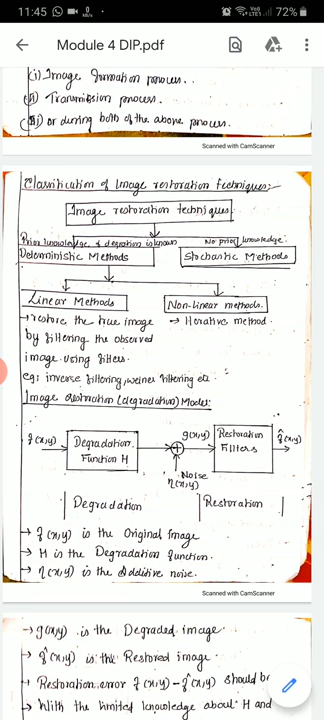 11:45
0 KB/s
Vo) LTE1 72%
Module 4 DIP.pdf
(i) Image formation process..
(ii) Transmission process.
(iii) or during both of the above process.
Scanned with CamScanner
Classification of Image restoration techniques:
Image restoration techniques
Prior knowledge of degration is known
No prior knowledge.
Deterministic Methods
Stochastic Methods
Linear Methods
Non-linear methods.
→ restore the true image
→ Iterative method.
by filtering the observed
image using filters.
eg: inverse filtering, weiner filtering etc.
Image (degradation) Model:
f(x,y)
Degradation Function H
g(x,y)
Restoration Filters
f̂(x,y)
Noise
η(x,y)
Degradation
Restoration
→ f(x,y) is the Original Image
→ H is the Degradation function.
→ η(x,y) is the Additive noise.
Scanned with CamScanner
→ g(x,y) is the Degraded image.
→ f̂(x,y) is the Restored image.
→ Restoration error f(x,y) - f̂(x,y) should be
→ With the limited knowledge about H and